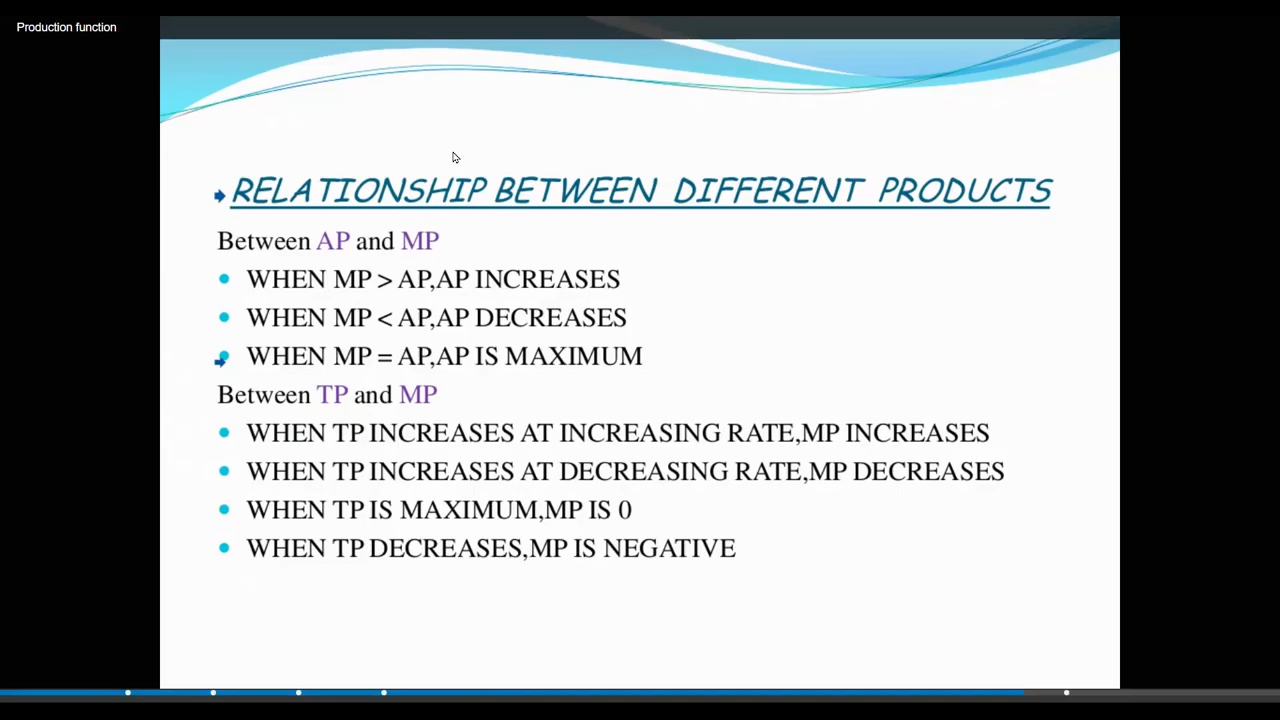 Production function
RELATIONSHIP BETWEEN DIFFERENT PRODUCTS
Between AP and MP
WHEN MP > AP,AP INCREASES
WHEN MP < AP,AP DECREASES
WHEN MP = AP,AP IS MAXIMUM
Between TP and MP
WHEN TP INCREASES AT INCREASING RATE,MP INCREASES
WHEN TP INCREASES AT DECREASING RATE,MP DECREASES
WHEN TP IS MAXIMUM,MP IS 0
WHEN TP DECREASES,MP IS NEGATIVE